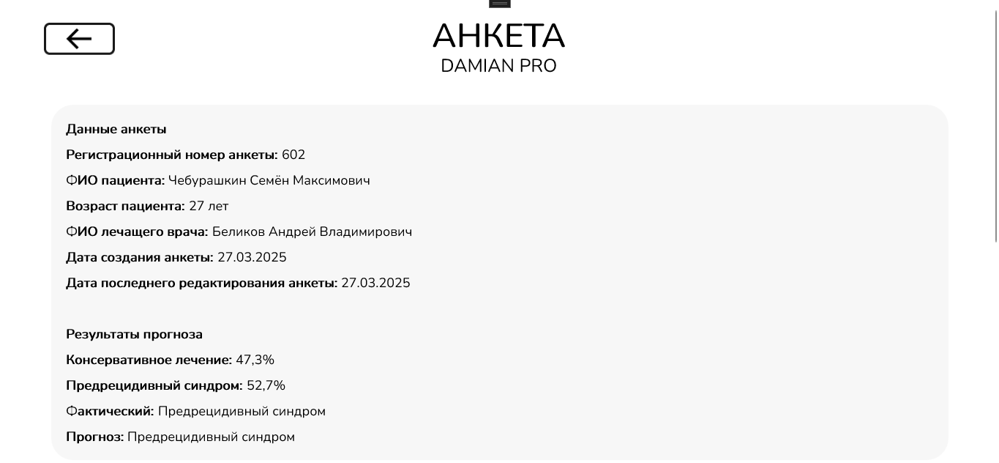 АНКЕТА
DAMIAN PRO
Данные анкеты
Регистрационный номер анкеты: 602
ФИО пациента: Чебурашкин Семён Максимович
Возраст пациента: 27 лет
ФИО лечащего врача: Беликов Андрей Владимирович
Дата создания анкеты: 27.03.2025
Дата последнего редактирования анкеты: 27.03.2025
Результаты прогноза
Консервативное лечение: 47,3%
Предрецидивный синдром: 52,7%
Фактический: Предрецидивный синдром
Прогноз: Предрецидивный синдром